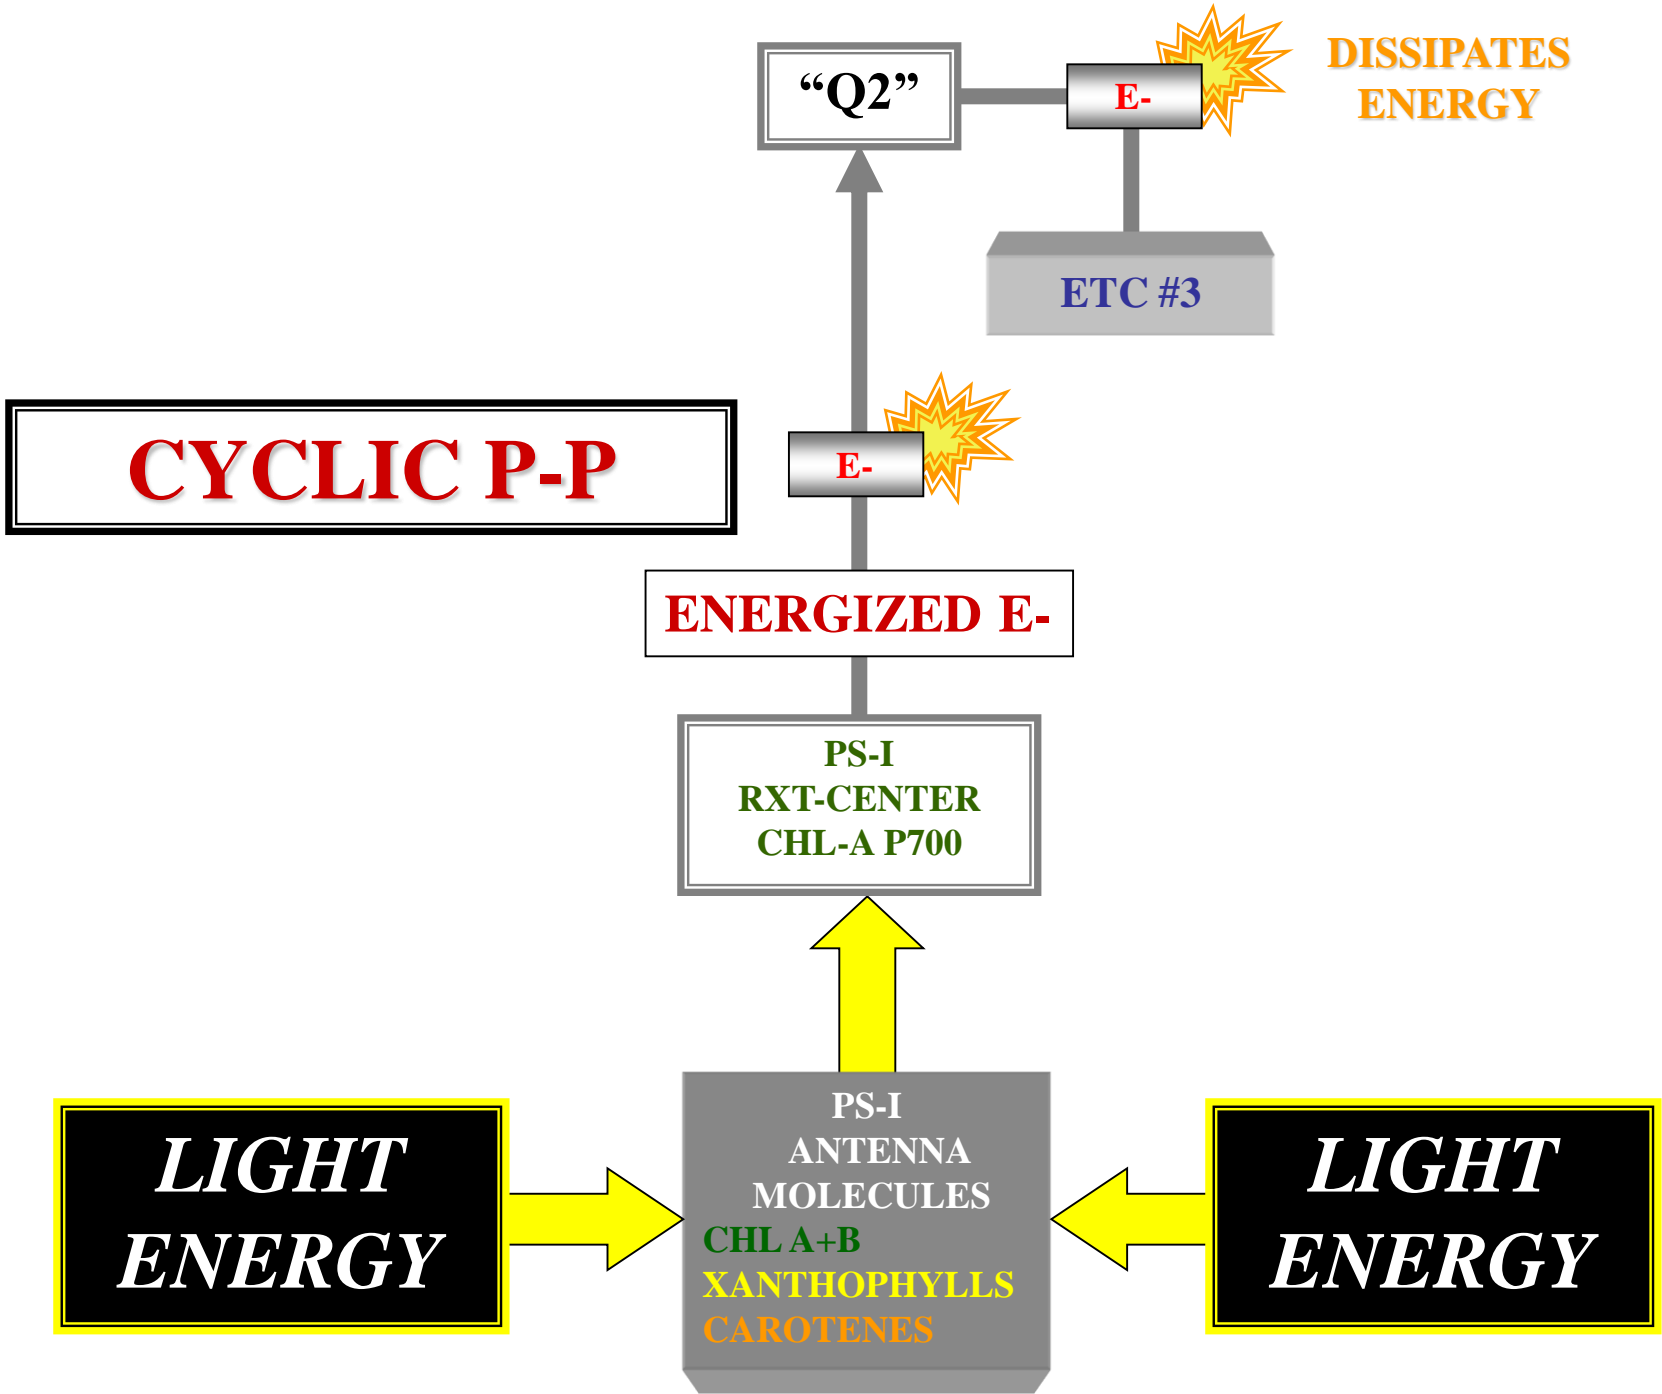 “Q2”
E-
DISSIPATES
ENERGY
ETC #3
CYCLIC P-P
E-
ENERGIZED E-
PS-I
RXT-CENTER
CHL-A P700
LIGHT
ENERGY
PS-I
ANTENNA
MOLECULES
CHL A+B
XANTHOPHYLLS
CAROTENES
LIGHT
ENERGY